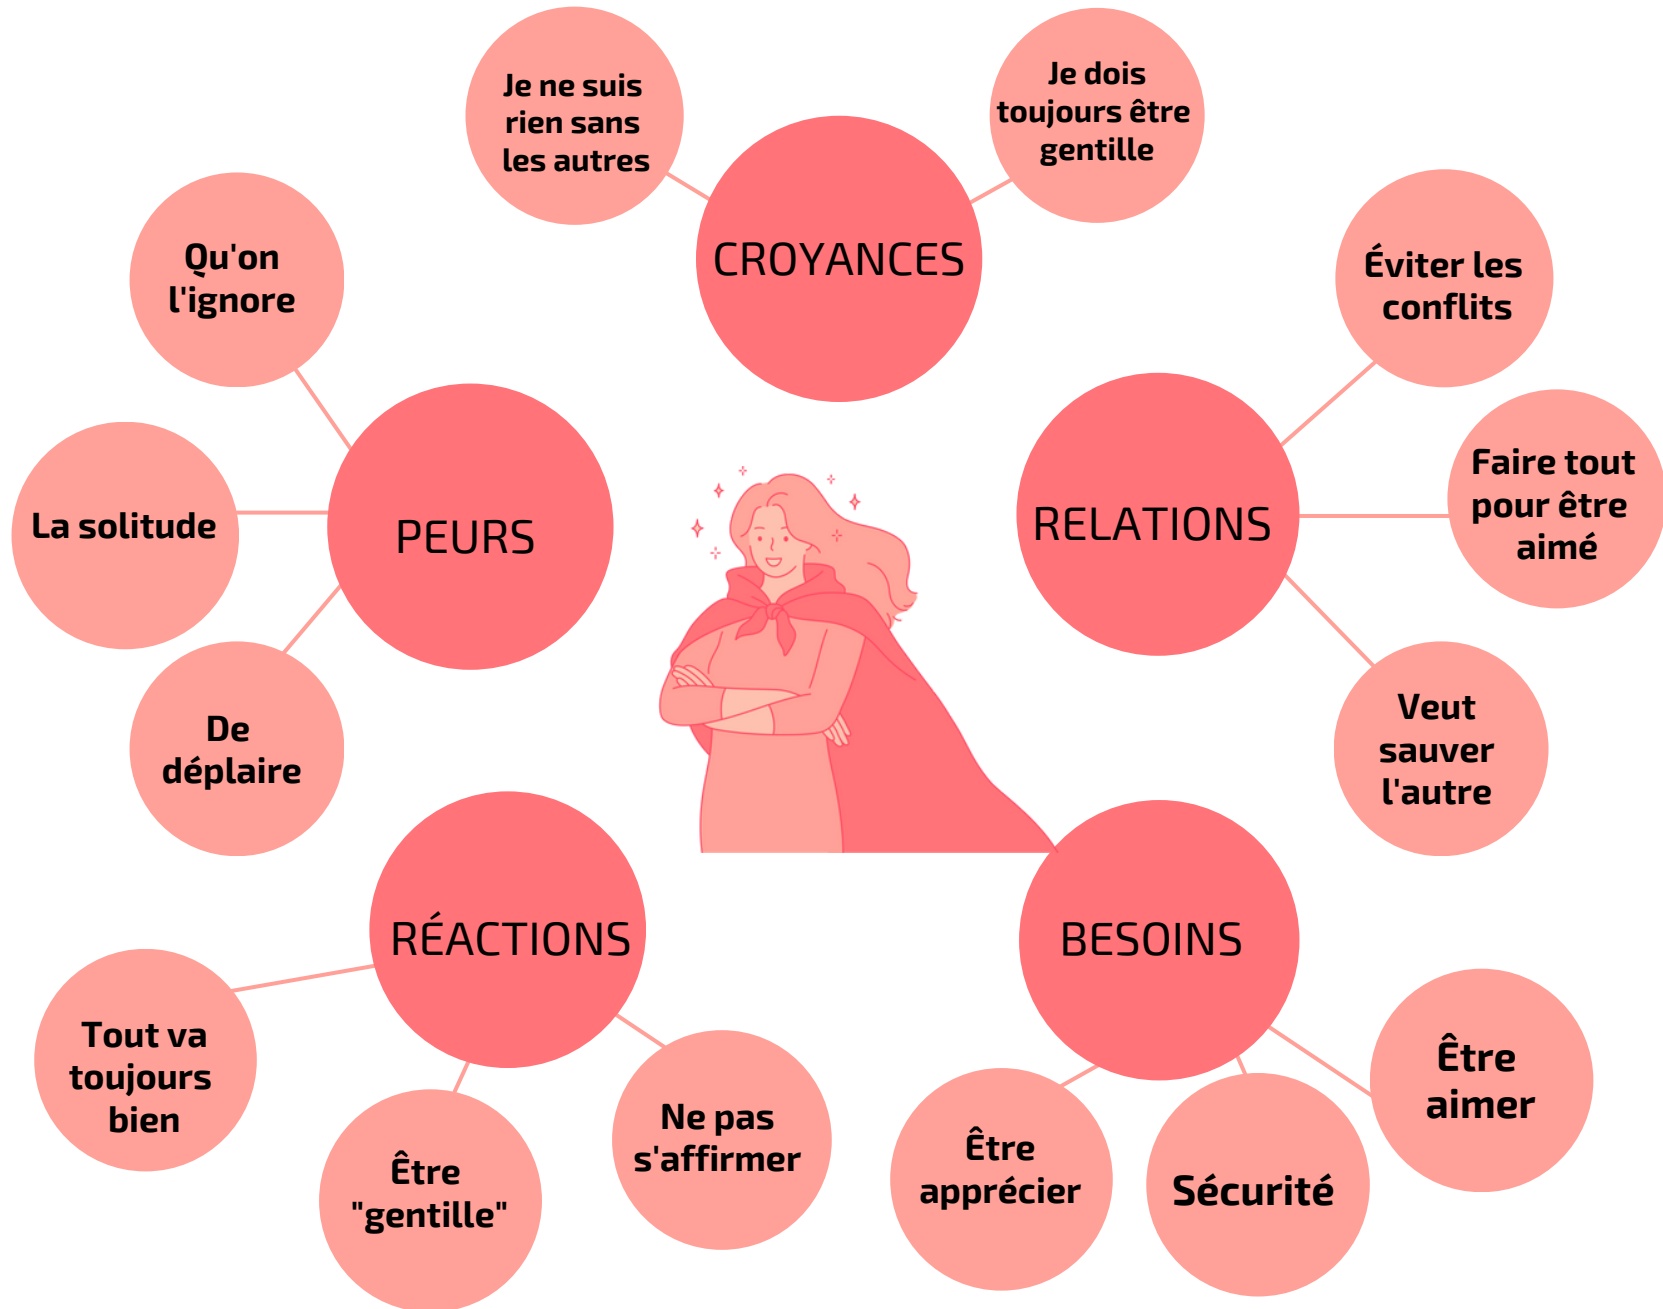 Je ne suis
rien sans
les autres
Je dois
toujours être
gentille
CROYANCES
Qu'on
l'ignore
La solitude
De
déplaire
PEURS
Éviter les
conflits
Faire tout
pour être
aimé
Veut
sauver
l'autre
RELATIONS
RÉACTIONS
Tout va
toujours
bien
Être
"gentille"
Ne pas
s'affirmer
BESOINS
Être
apprécier
Sécurité
Être
aimer